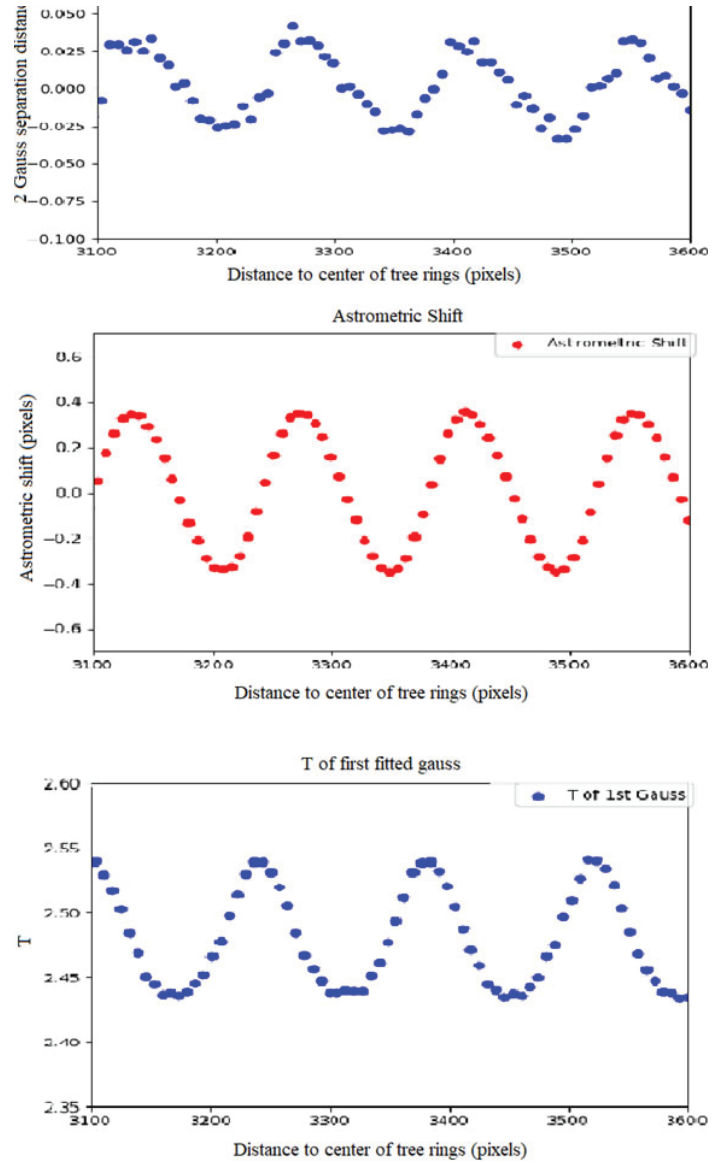 0.050
0.025
0.000
−0.025
−0.050
−0.075
−0.100
2 Gauss separation
3100 3200 3300 3400 3500 3600
Distance to center of tree rings (pixels)
Astrometric Shift
Astrometric Shift
0.6
0.4
0.2
0.0
−0.2
−0.4
−0.6
Astrometric shift (pixels)
3100 3200 3300 3400 3500 3600
Distance to center of tree rings (pixels)
T of first fitted gauss
T of 1st Gauss
2.60
2.55
2.50
2.45
2.40
2.35
T
3100 3200 3300 3400 3500 3600
Distance to center of tree rings (pixels)